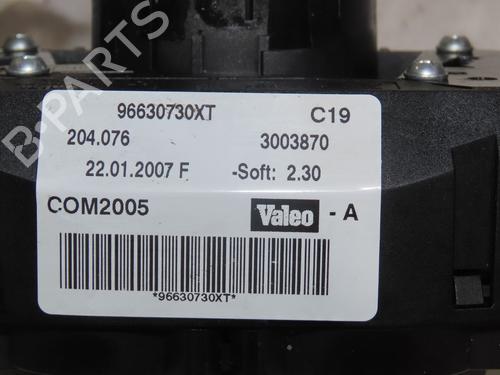 B-PARTS
96630730XT C19
204.076 3003870
22.01.2007 F -Soft: 2.30
COM2005 Valeo - A
*96630730XT*